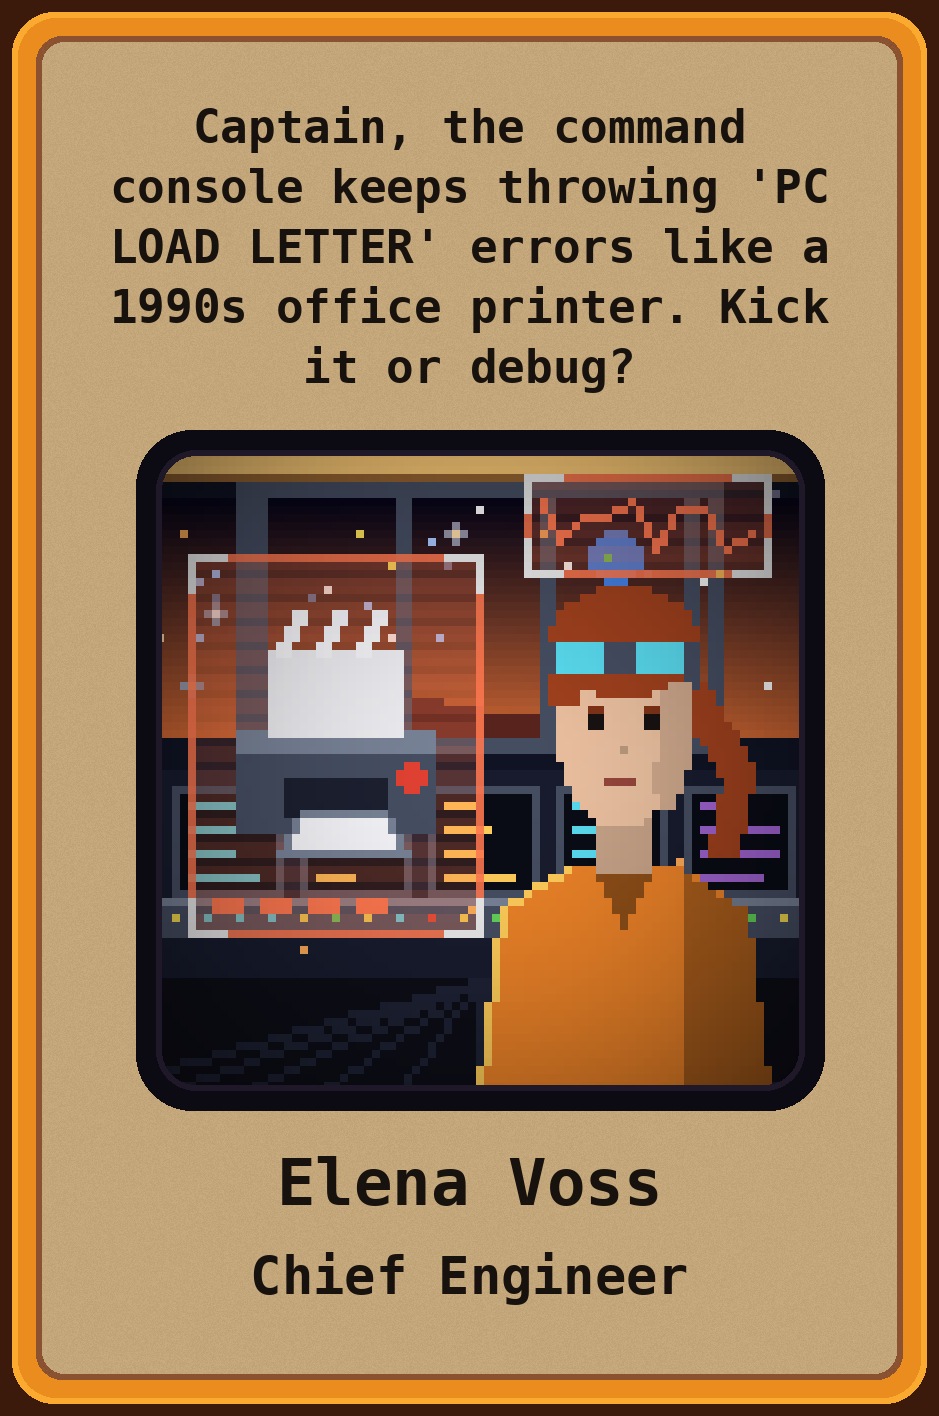 Captain, the command
console keeps throwing 'PC
LOAD LETTER' errors like a
1990s office printer. Kick
it or debug?
Elena Voss
Chief Engineer